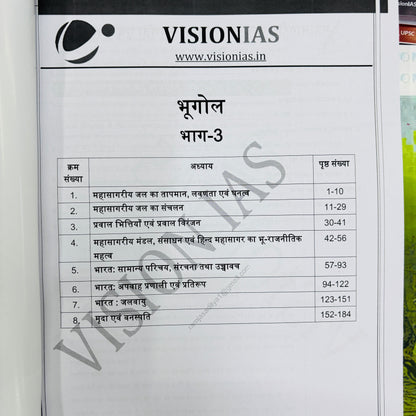 VISIONIAS
www.visionias.in
भूगोल
भाग-3
क्रम संख्या अध्याय पृष्ठ संख्या
1. महासागरीय जल का तापमान, लवणता एवं घनत्व 1-10
2. महासागरीय जल का संचलन 11-29
3. प्रवाल भित्तियाँ एवं प्रवाल विरंजन 30-41
4. महासागरीय मंडल, संसाधन एवं हिन्द महासागर का भू-राजनीतिक 42-56
महत्व
5. भारत: सामान्य परिचय, संरचना तथा उच्चावच 57-93
6. भारत: अपवाह प्रणाली एवं प्रतिरूप 94-122
7. भारत : जलवायु 123-151
8. मृदा एवं वनस्पति 152-184
VISION IAS
UPSC